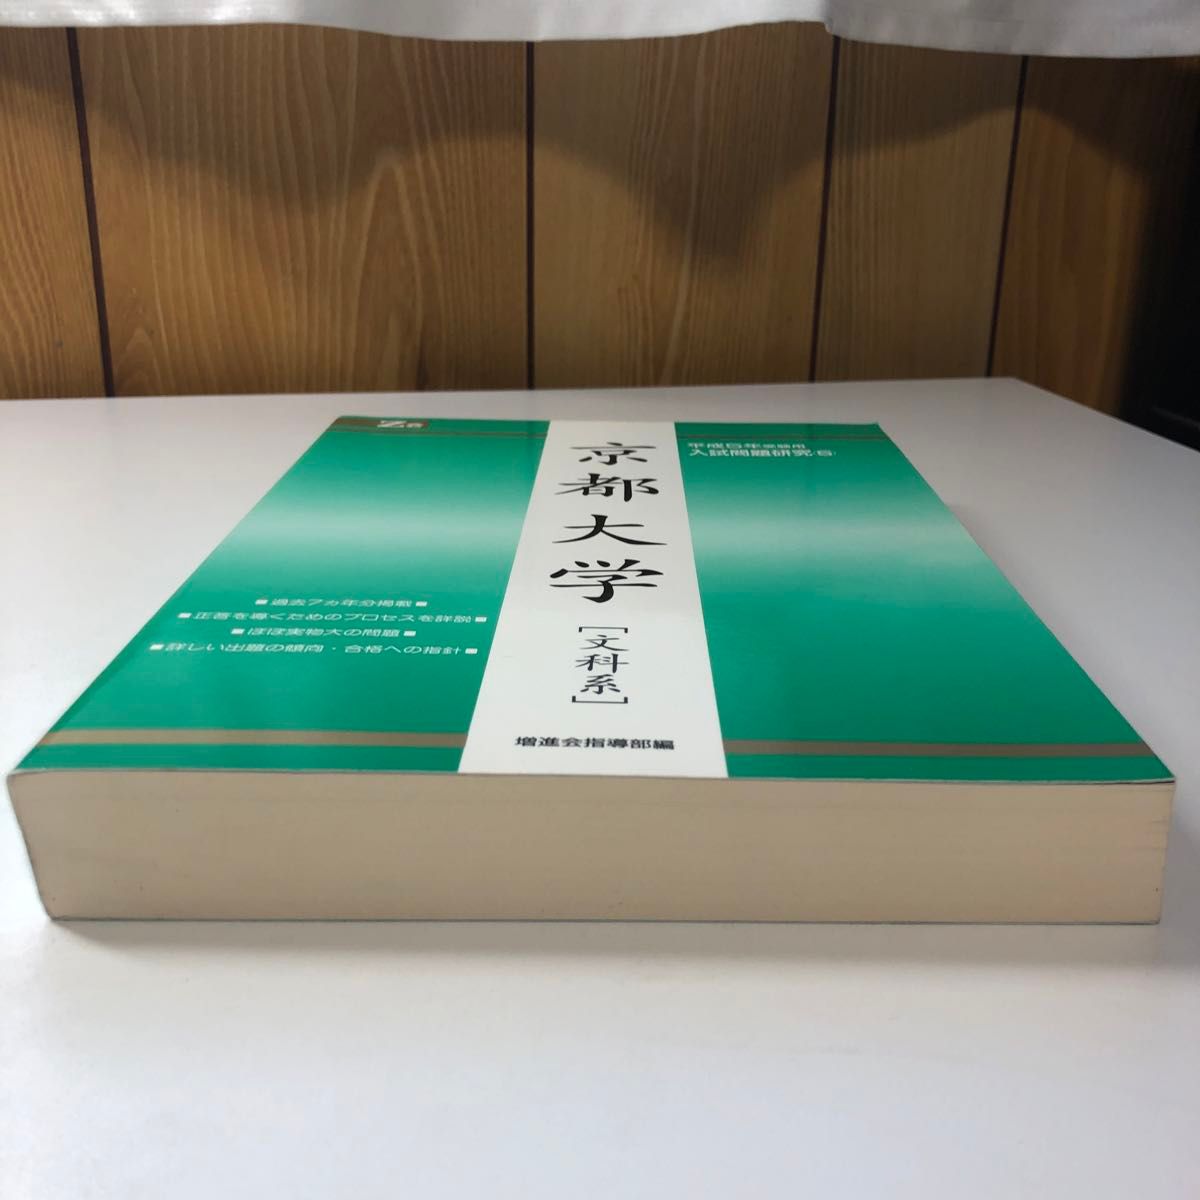 Z会
平成5年受験用
入試問題研究(6)
京都大学
[文科系]
■過去7ヵ年分掲載■
■正答を導くためのプロセスを詳説■
■ほぼ実物大の問題■
■詳しい出題の傾向・合格への指針■
増進会指導部編